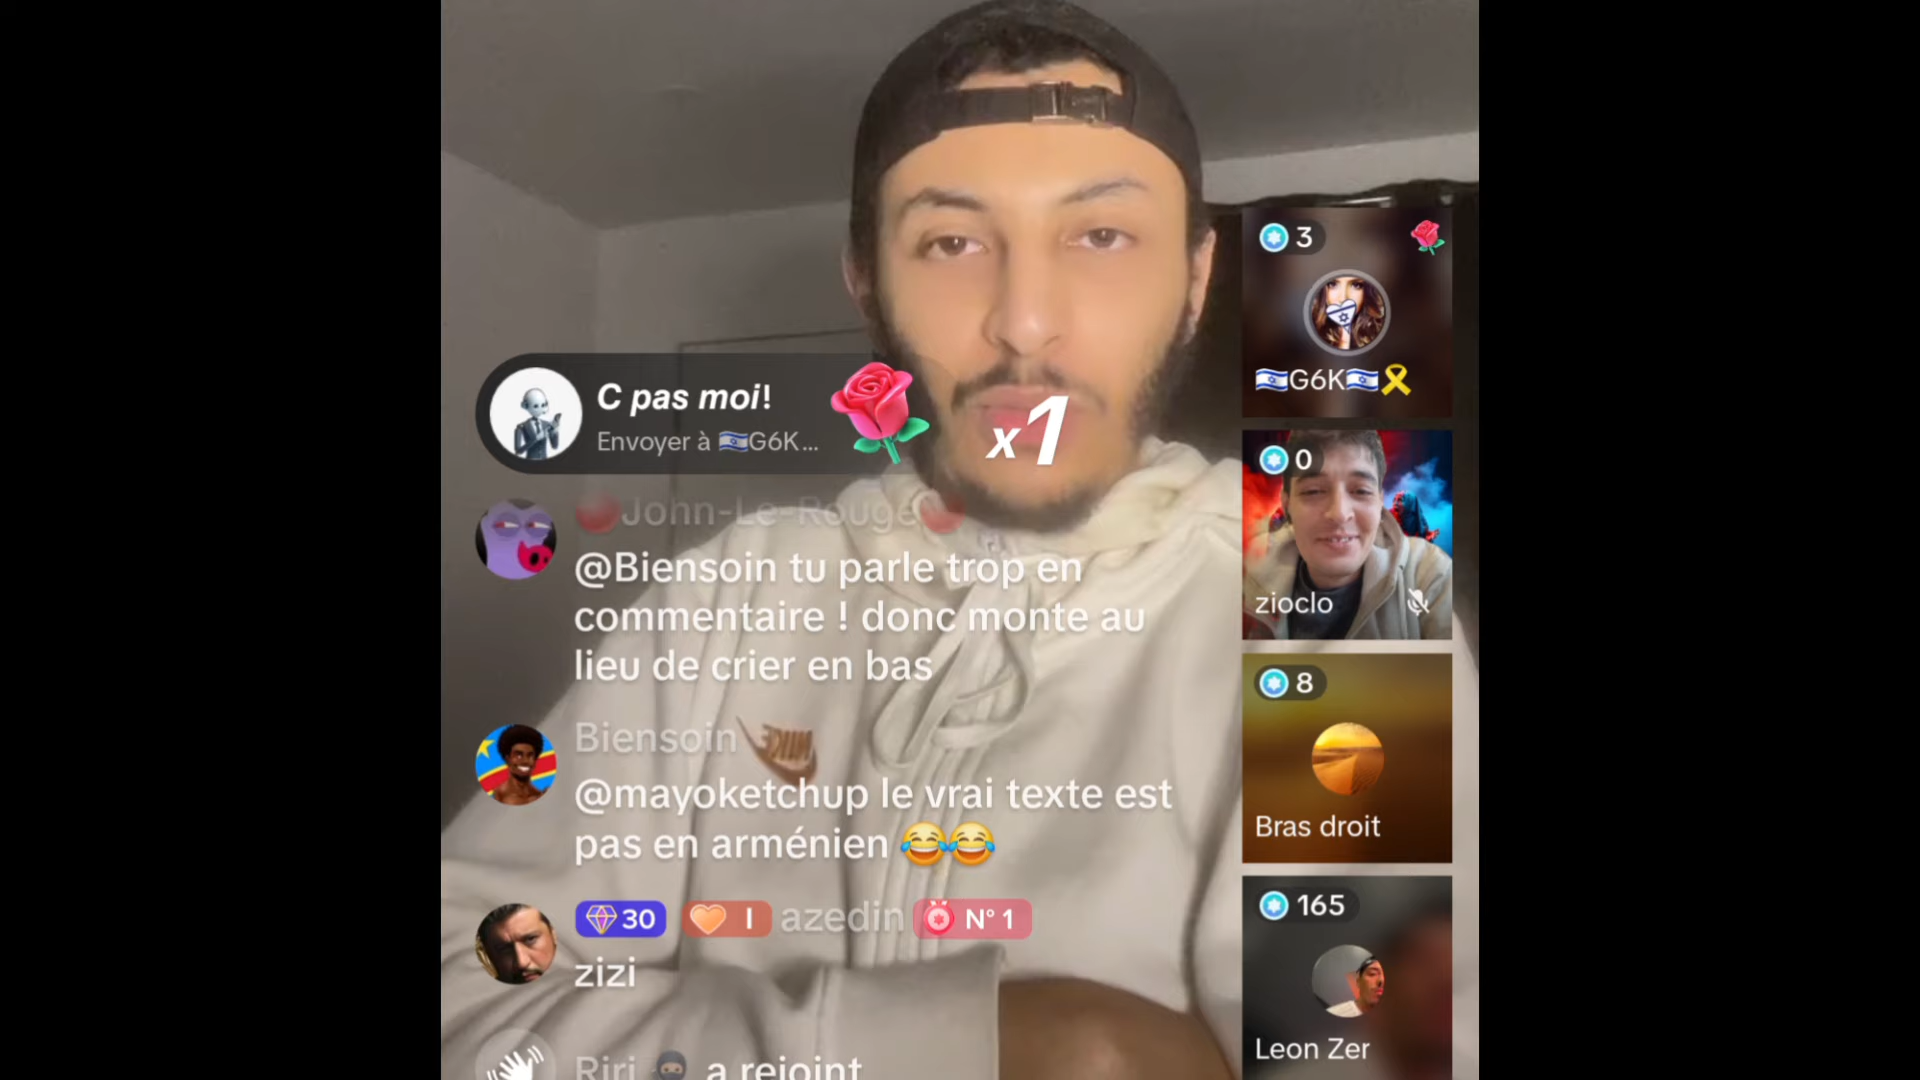 3
🇮🇱G6K🇮🇱🎗️
C pas moi!
Envoyer à 🇮🇱G6K...
x1
0
zioclo
John-Le-Rouge
@Biensoin tu parle trop en
commentaire ! donc monte au
lieu de crier en bas
8
Bras droit
Biensoin
@mayoketchup le vrai texte est
pas en arménien 😂😂
30 I azedin N° 1
zizi
165
Leon Zer
Riri 🥷 a rejoint